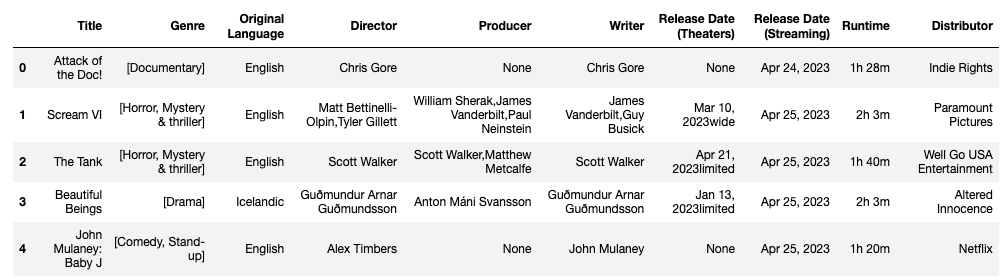 Title Genre Original Language Director Producer Writer Release Date (Theaters) Release Date (Streaming) Runtime Distributor
0 Attack of the Doc! [Documentary] English Chris Gore None Chris Gore None Apr 24, 2023 1h 28m Indie Rights
1 Scream VI [Horror, Mystery & thriller] English Matt Bettinelli-Olpin,Tyler Gillett William Sherak,James Vanderbilt,Paul Neinstein James Vanderbilt,Guy Busick Mar 10, 2023wide Apr 25, 2023 2h 3m Paramount Pictures
2 The Tank [Horror, Mystery & thriller] English Scott Walker Scott Walker,Matthew Metcalfe Scott Walker Apr 21, 2023limited Apr 25, 2023 1h 40m Well Go USA Entertainment
3 Beautiful Beings [Drama] Icelandic Guðmundur Arnar Guðmundsson Anton Máni Svansson Guðmundur Arnar Guðmundsson Jan 13, 2023limited Apr 25, 2023 2h 3m Altered Innocence
4 John Mulaney: Baby J [Comedy, Stand-up] English Alex Timbers None John Mulaney None Apr 25, 2023 1h 20m Netflix